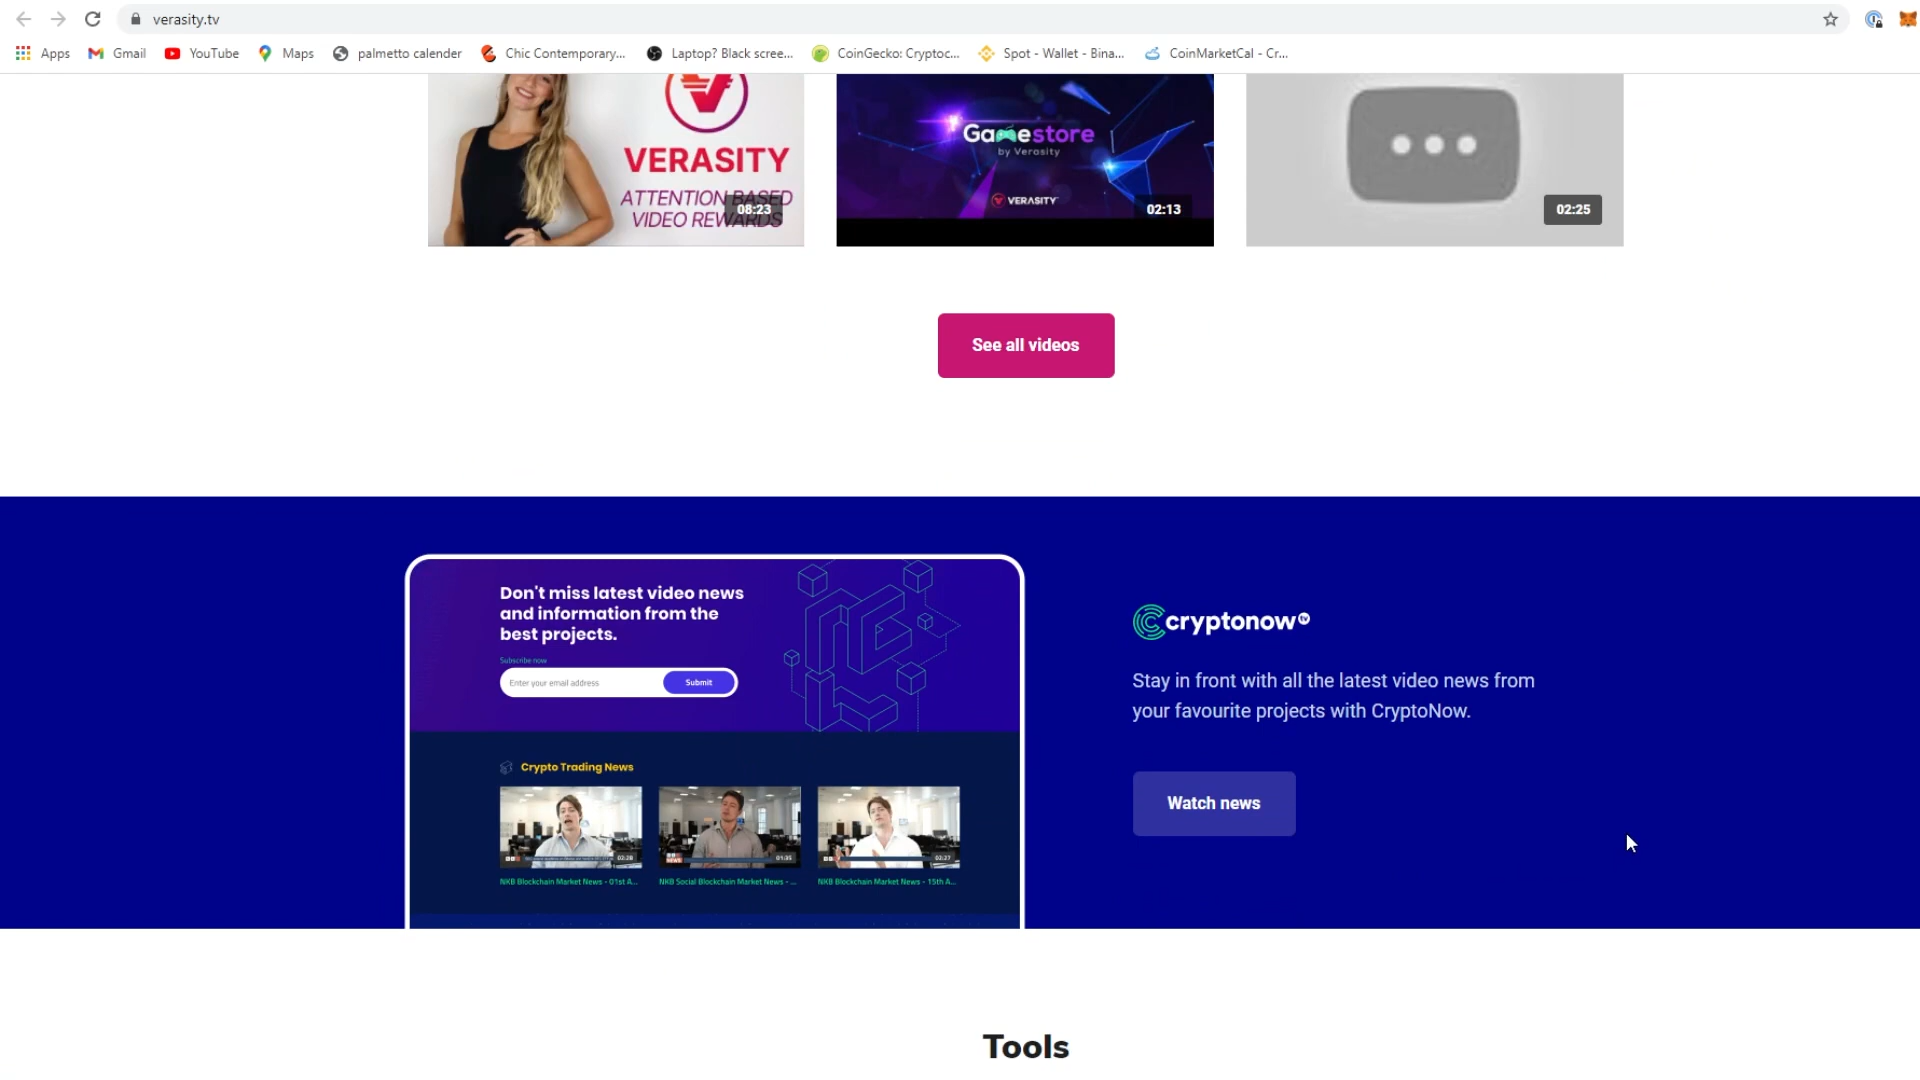 verasity.tv
Apps
Gmail
YouTube
Maps
palmetto calender
Chic Contemporary...
Laptop? Black scree...
CoinGecko: Cryptoc...
Spot - Wallet - Bina...
CoinMarketCal - Cr...
VERASITY
ATTENTION BASED
VIDEO REWARDS
08:23
Gamestore
by Verasity
VERASITY
02:13
02:25
See all videos
Don't miss latest video news
and information from the
best projects.
Subscribe now
Enter your email address
Submit
Crypto Trading News
02:28
01:35
02:27
NKB Blockchain Market News - 01st A...
NKB Social Blockchain Market News - ...
NKB Blockchain Market News - 15th A...
cryptonow
Stay in front with all the latest video news from
your favourite projects with CryptoNow.
Watch news
Tools